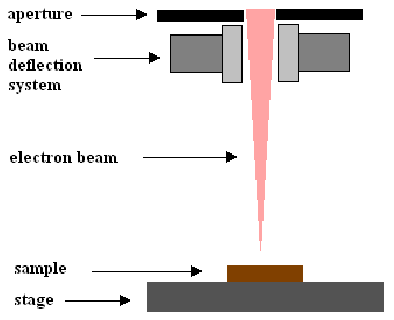 aperture
beam
deflection
system
electron beam
sample
stage